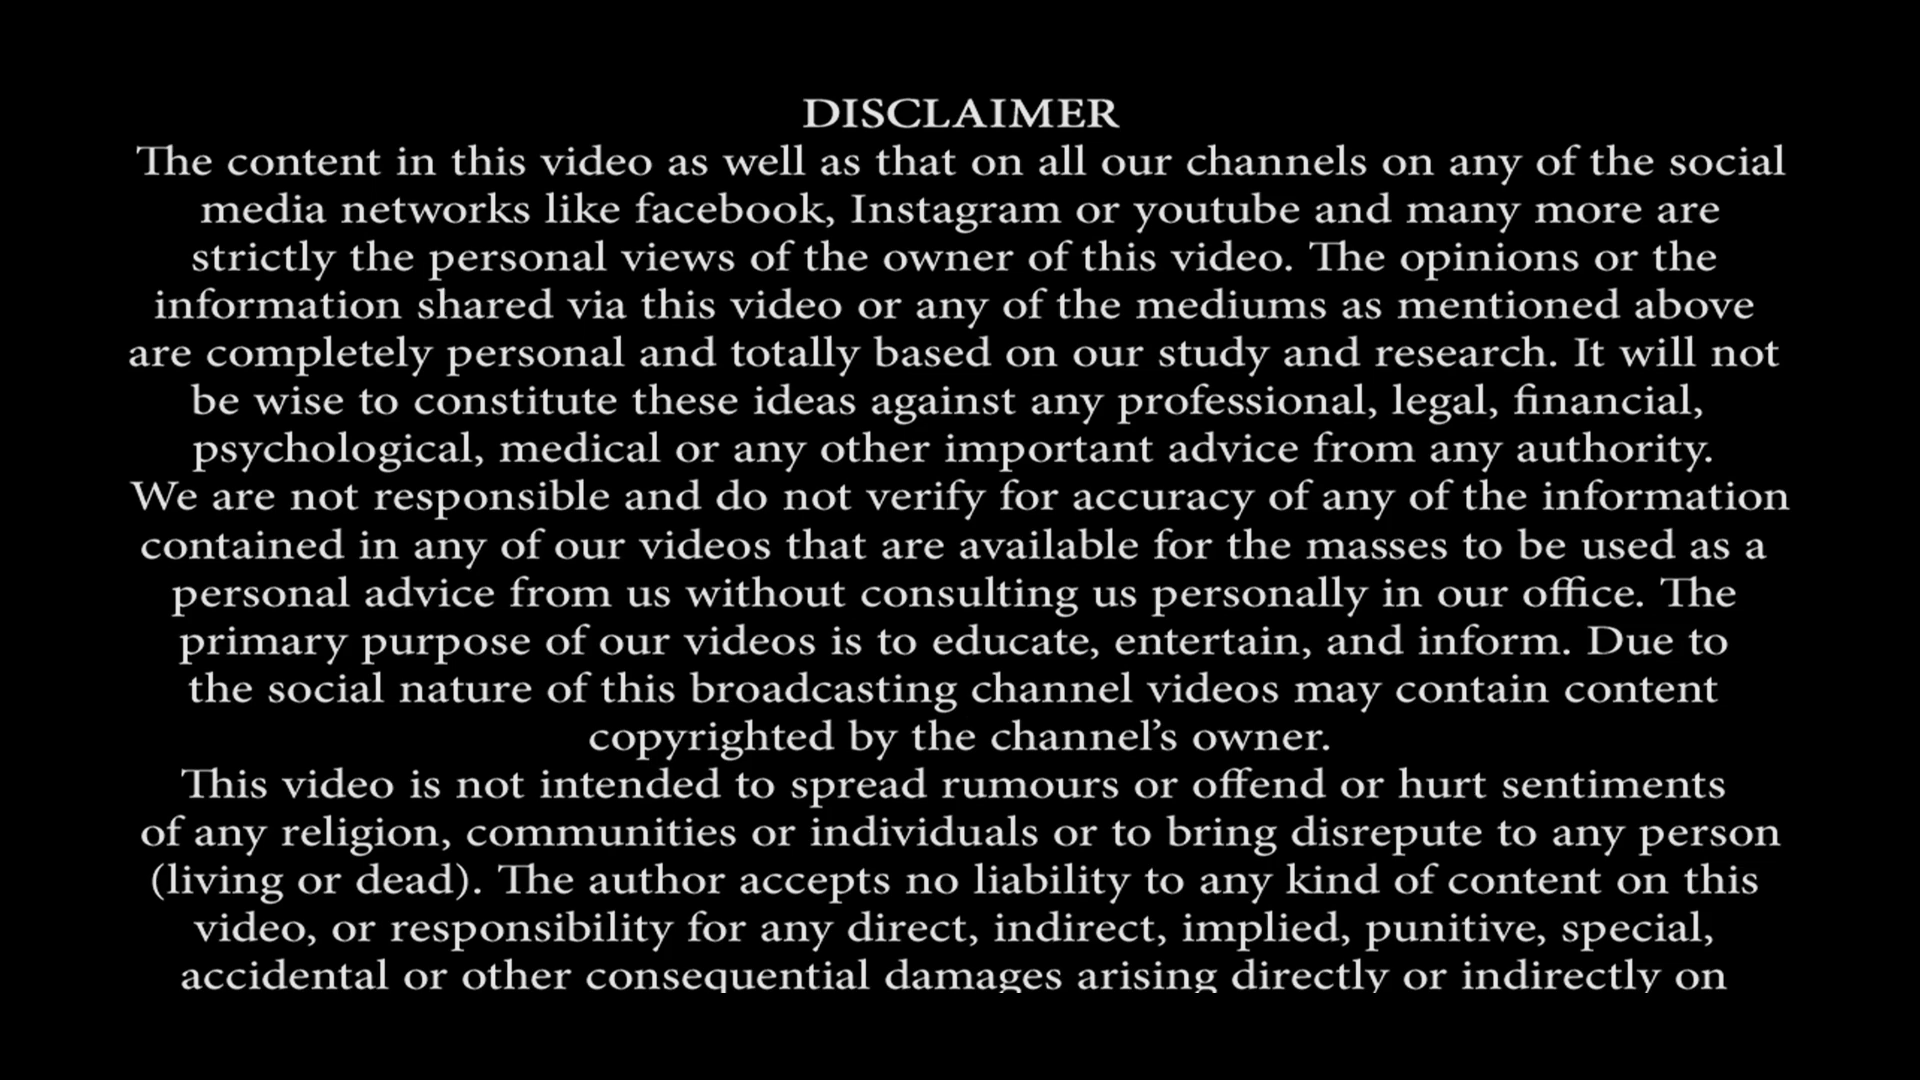 DISCLAIMER
The content in this video as well as that on all our channels on any of the social
media networks like facebook, Instagram or youtube and many more are
strictly the personal views of the owner of this video. The opinions or the
information shared via this video or any of the mediums as mentioned above
are completely personal and totally based on our study and research. It will not
be wise to constitute these ideas against any professional, legal, financial,
psychological, medical or any other important advice from any authority.
We are not responsible and do not verify for accuracy of any of the information
contained in any of our videos that are available for the masses to be used as a
personal advice from us without consulting us personally in our office. The
primary purpose of our videos is to educate, entertain, and inform. Due to
the social nature of this broadcasting channel videos may contain content
copyrighted by the channel’s owner.
This video is not intended to spread rumours or offend or hurt sentiments
of any religion, communities or individuals or to bring disrepute to any person
(living or dead). The author accepts no liability to any kind of content on this
video, or responsibility for any direct, indirect, implied, punitive, special,
accidental or other consequential damages arising directly or indirectly on